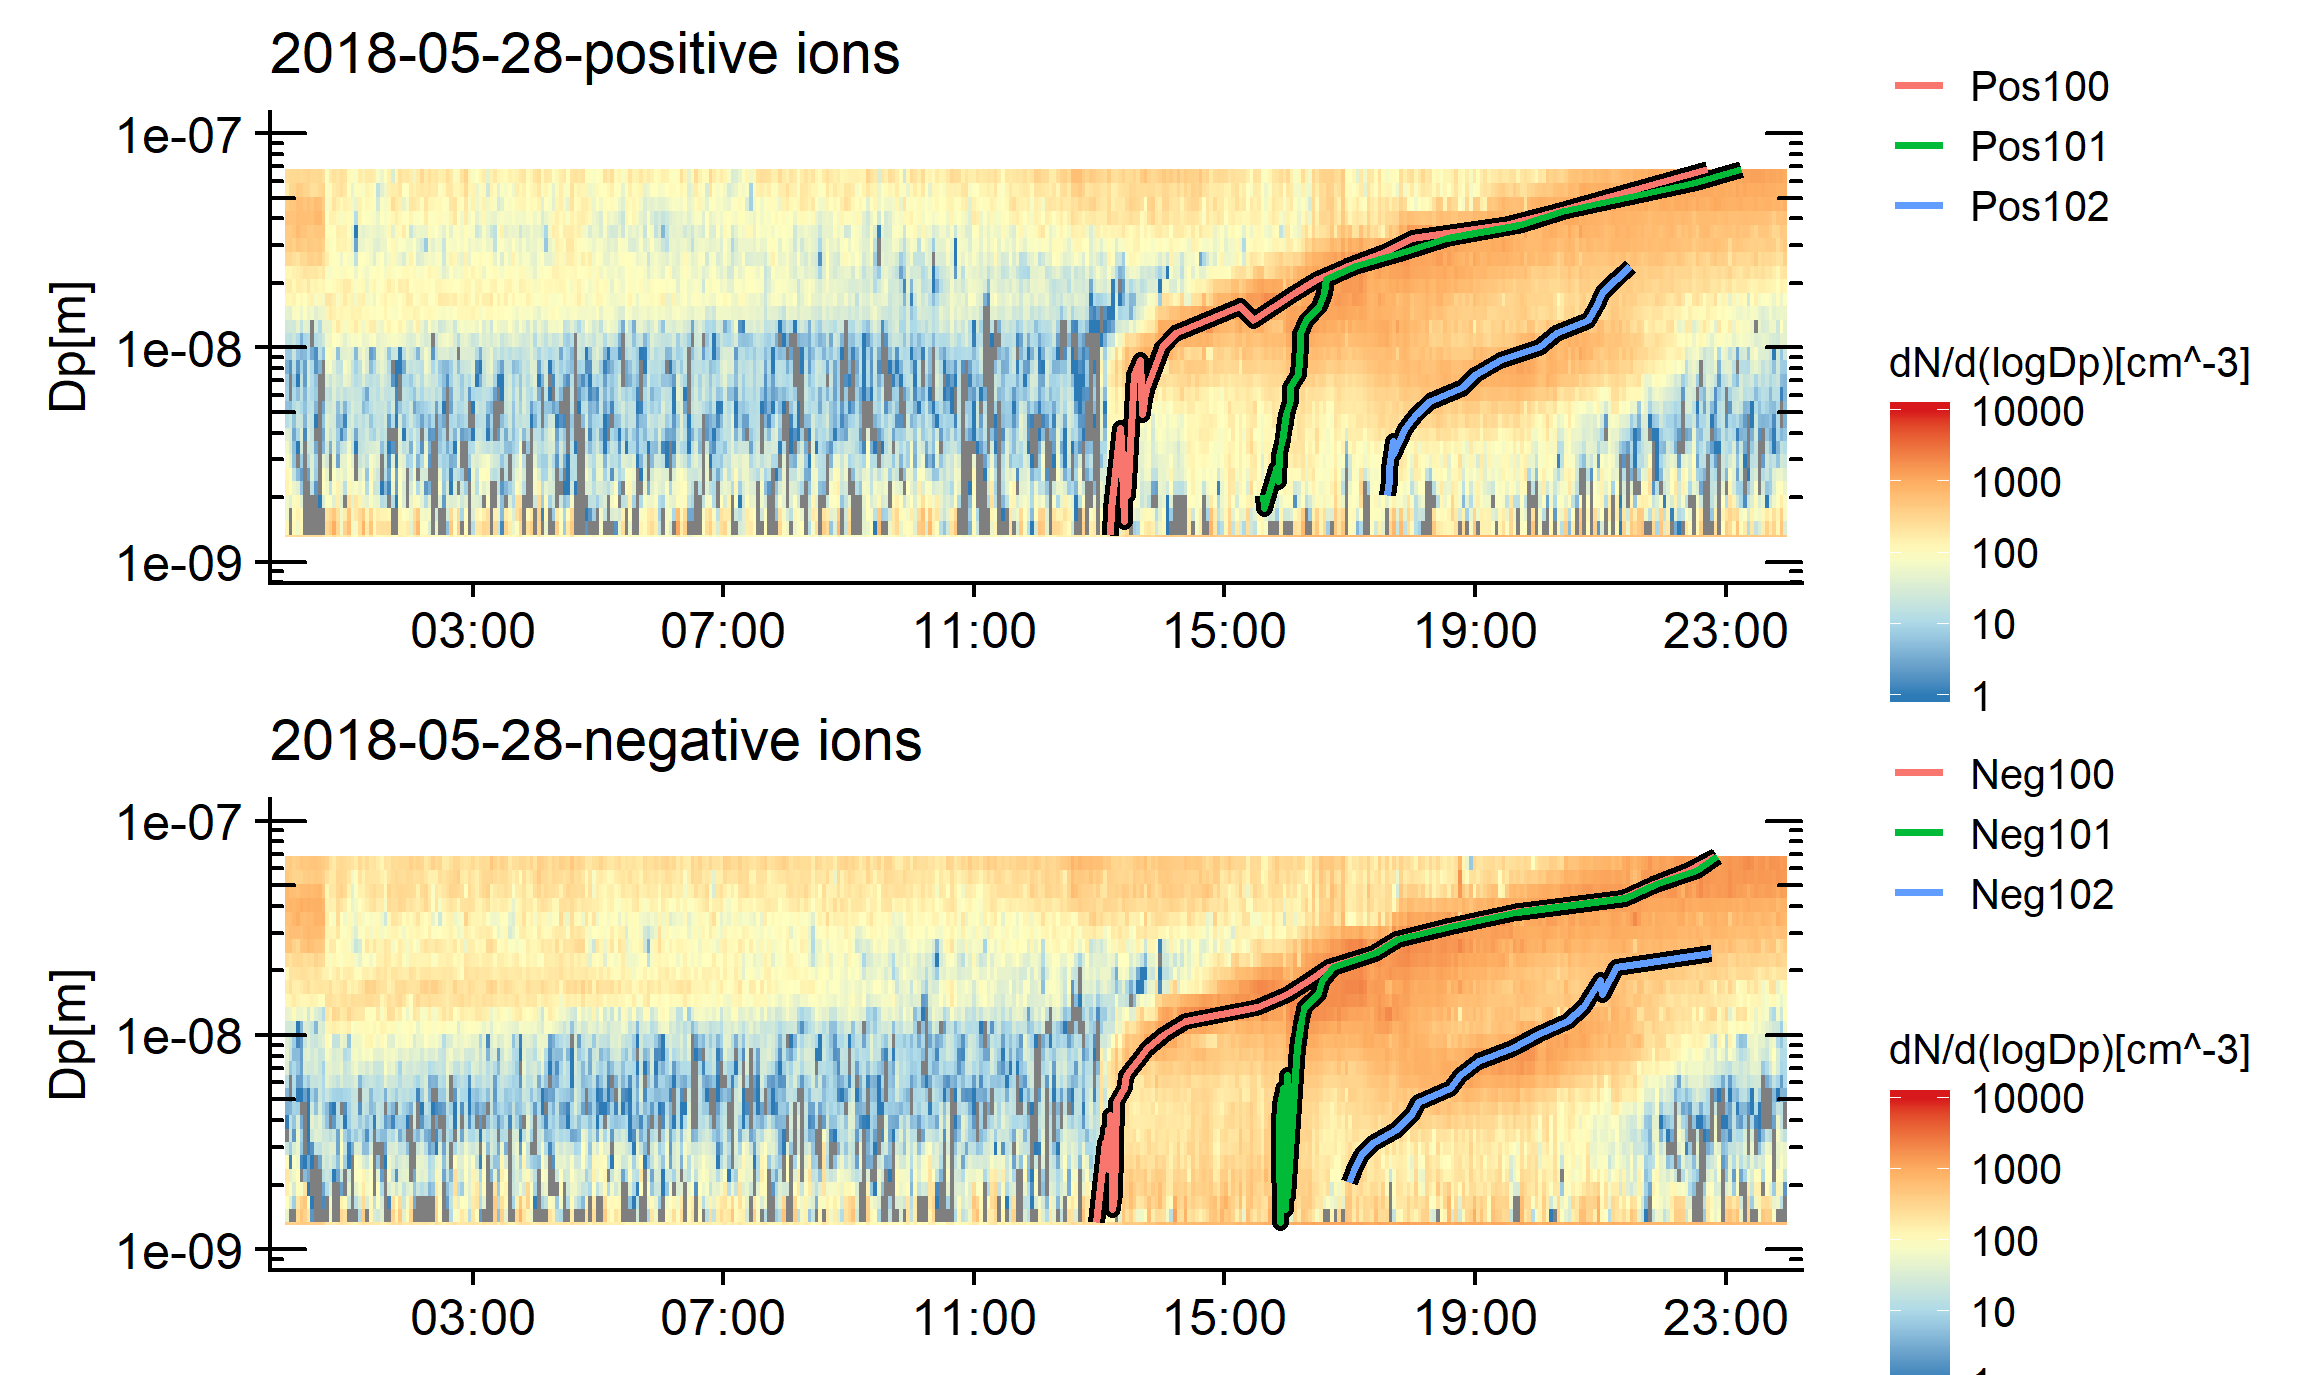 2018-05-28-positive ions
Dp[m]
1e-07
1e-08
1e-09
03:00 07:00 11:00 15:00 19:00 23:00
Pos100
Pos101
Pos102
dN/d(logDp)[cm^-3]
10000
1000
100
10
1
2018-05-28-negative ions
Dp[m]
1e-07
1e-08
1e-09
03:00 07:00 11:00 15:00 19:00 23:00
Neg100
Neg101
Neg102
dN/d(logDp)[cm^-3]
10000
1000
100
10